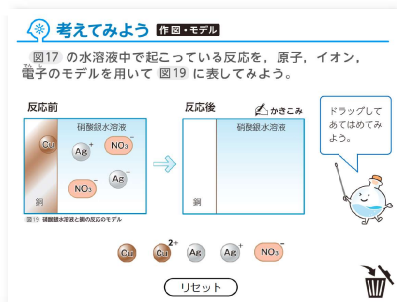 考えてみよう 作図・モデル
図17 の水溶液中で起こっている反応を，原子，イオン，
電子のモデルを用いて 図19 に表してみよう。
でんし
反応前
反応後
かきこみ
硝酸銀水溶液
硝酸銀水溶液
Cu
Ag+
NO3-
NO3-
Ag-
銅
銅
図19 硝酸銀水溶液と銅の反応のモデル
ドラッグして
あてはめてみ
よう。
Cu
Cu2+
Ag
Ag+
NO3-
リセット